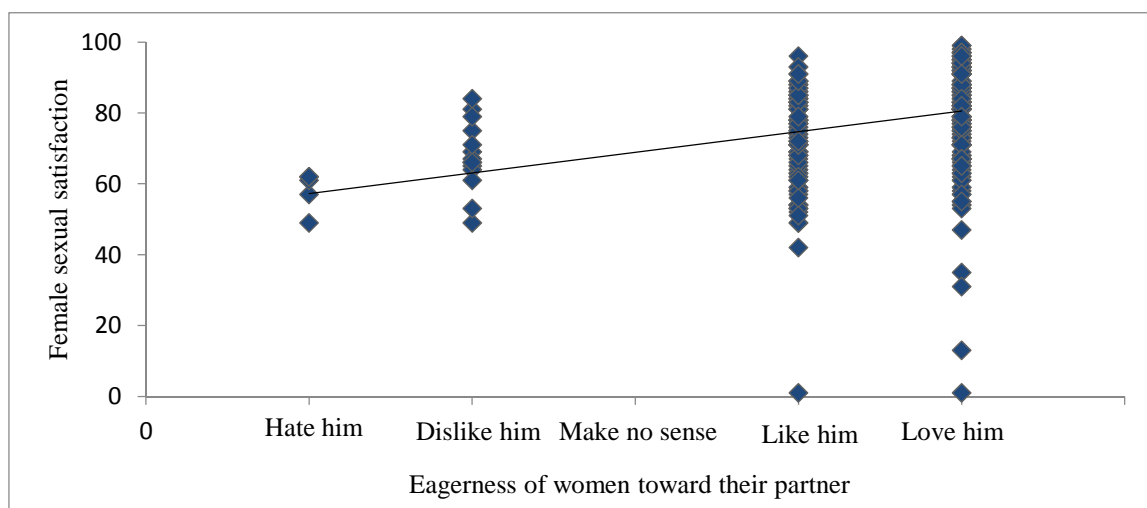 Female sexual satisfaction
100
80
60
40
20
0
0 Hate him Dislike him Make no sense Like him Love him
Eagerness of women toward their partner